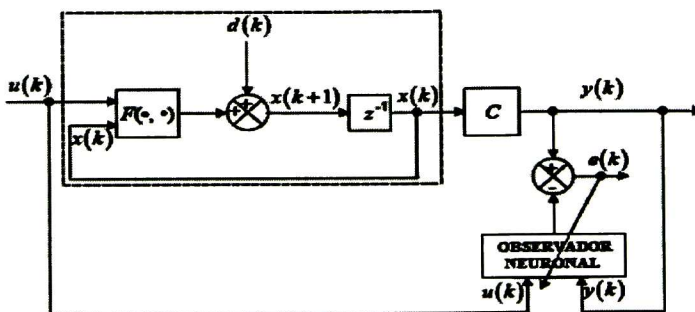 d(k)
u(k)
F(∘, ∘)
+
+
x(k+1)
z⁻¹
x(k)
C
y(k)
x(k)
+
-
e(k)
OBSERVADOR
NEURONAL
u(k)
y(k)